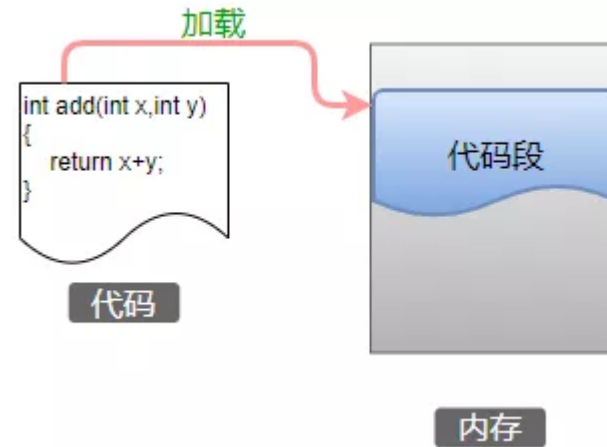 加载
int add(int x,int y)
{
return x+y;
}
代码段
代码
内存